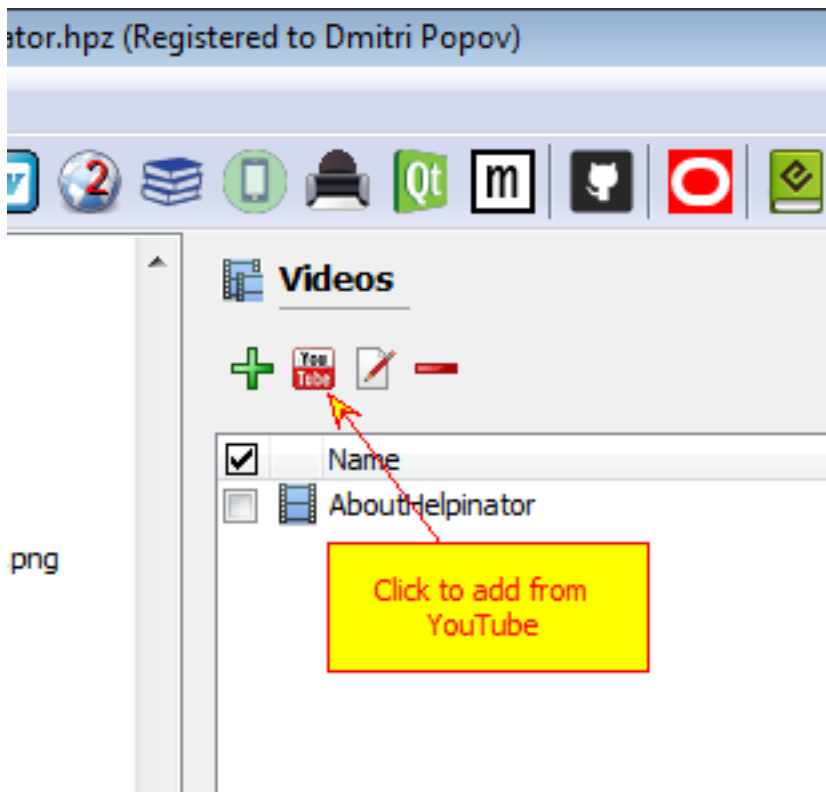 ator.hpz (Registered to Dmitri Popov)
2
Qt
m
Videos
You
Tube
Name
AboutHelpinator
.png
Click to add from
YouTube